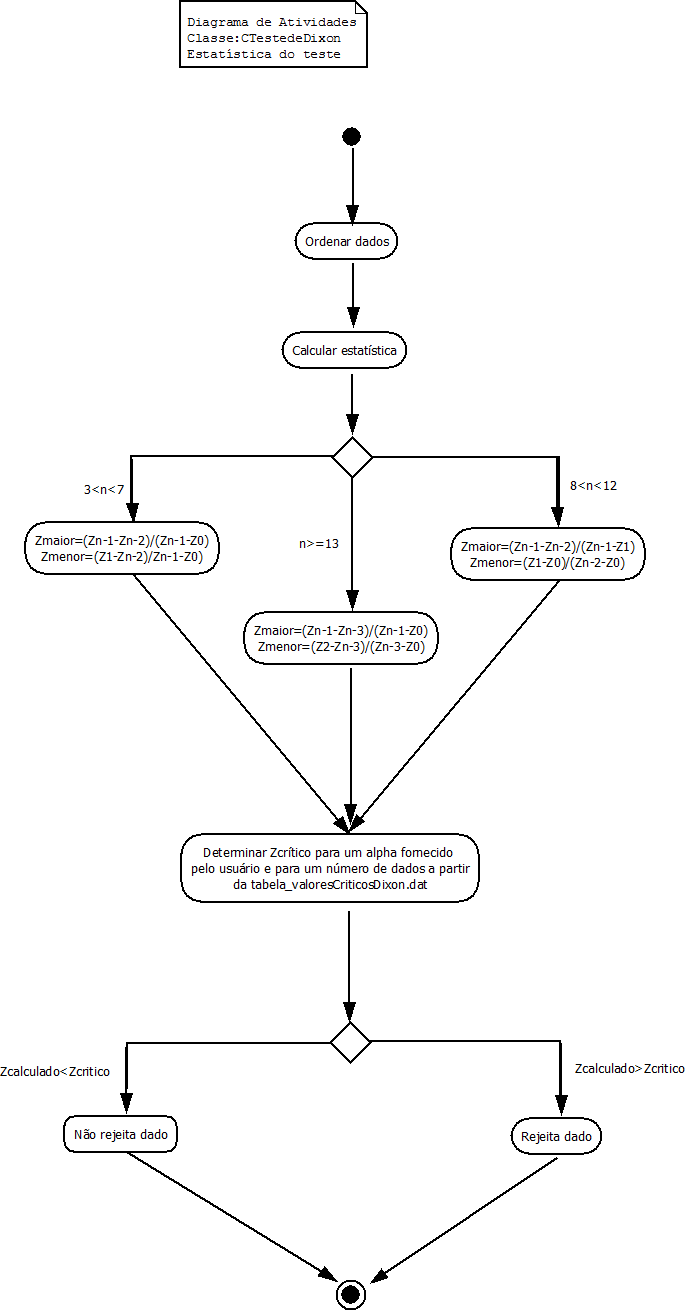 Diagrama de Atividades
Classe:CTestedeDixon
Estatística do teste
Ordenar dados
Calcular estatística
3<n<7
8<n<12
n>=13
Zmaior=(Zn-1-Zn-2)/(Zn-1-Z0)
Zmenor=(Z1-Zn-2)/Zn-1-Z0)
Zmaior=(Zn-1-Zn-2)/(Zn-1-Z1)
Zmenor=(Z1-Z0)/(Zn-2-Z0)
Zmaior=(Zn-1-Zn-3)/(Zn-1-Z0)
Zmenor=(Z2-Zn-3)/(Zn-3-Z0)
Determinar Zcrítico para um alpha fornecido
pelo usuário e para um número de dados a partir
da tabela_valoresCriticosDixon.dat
Zcalculado<Zcritico
Zcalculado>Zcritico
Não rejeita dado
Rejeita dado